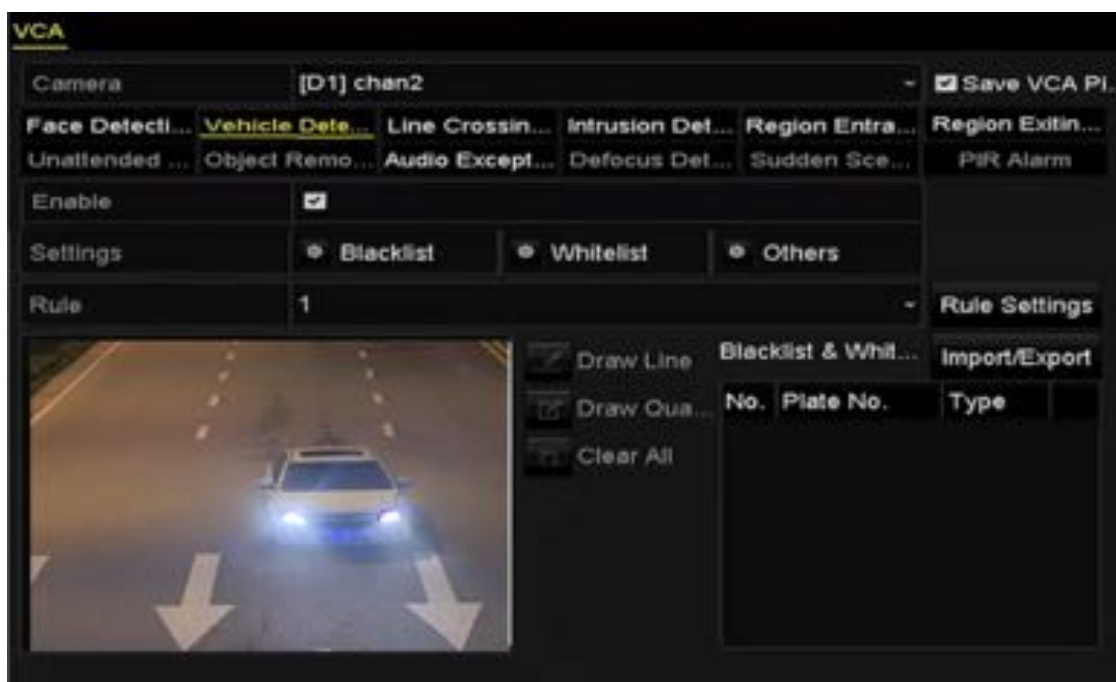 VCA
Camera [D1] chan2 Save VCA Pi...
Face Detecti... Vehicle Dete... Line Crossin... Intrusion Det... Region Entra... Region Exitin...
Unattended ... Object Remo... Audio Except... Defocus Det... Sudden Sce... PIR Alarm
Enable
Settings Blacklist Whitelist Others
Rule 1 Rule Settings
Draw Line Blacklist & Whit... Import/Export
Draw Qua... No. Plate No. Type
Clear All